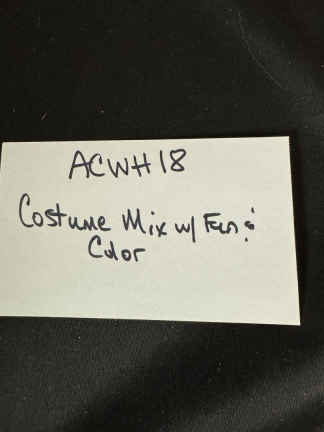 ACWH18
Costume Mix w/ Fun &
Color